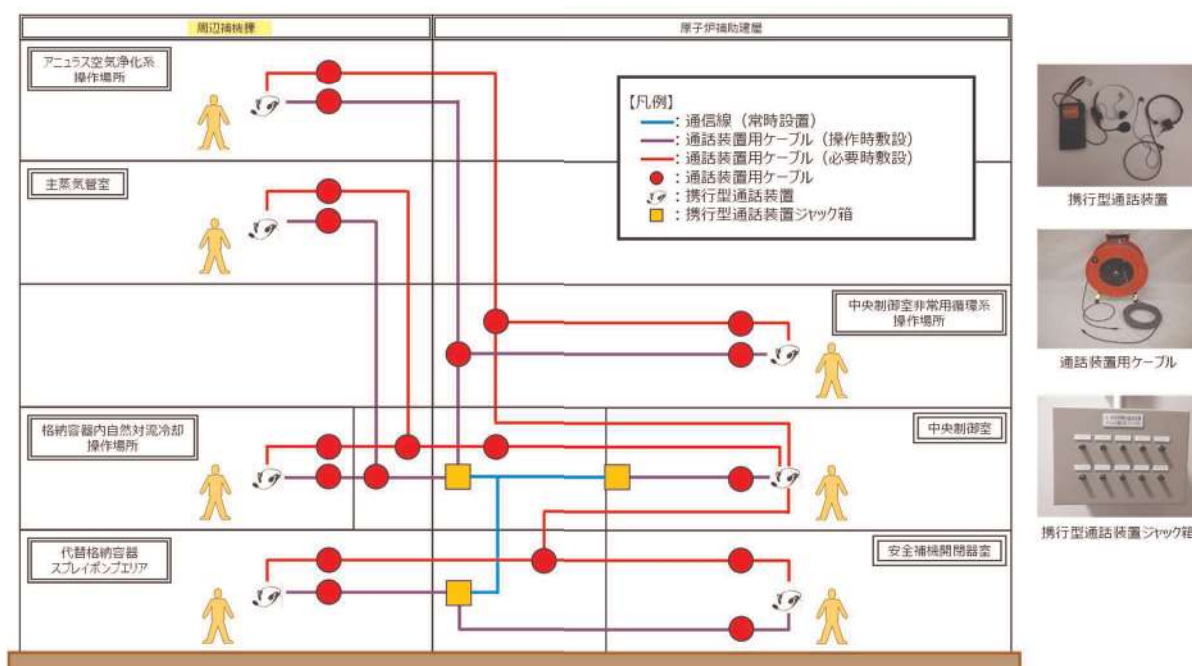 周辺補機棟
原子炉補助建屋
アニュラス空気浄化系
操作場所
【凡例】
：通信線（常時設置）
：通話装置用ケーブル（操作時敷設）
：通話装置用ケーブル（必要時敷設）
：通話装置用ケーブル
：携行型通話装置
：携行型通話装置ジャック箱
主蒸気管室
中央制御室非常用循環系
操作場所
格納容器内自然対流冷却
操作場所
中央制御室
代替格納容器
スプレイポンプエリア
安全補機開閉器室
携行型通話装置
通話装置用ケーブル
携行型通話装置ジャック箱